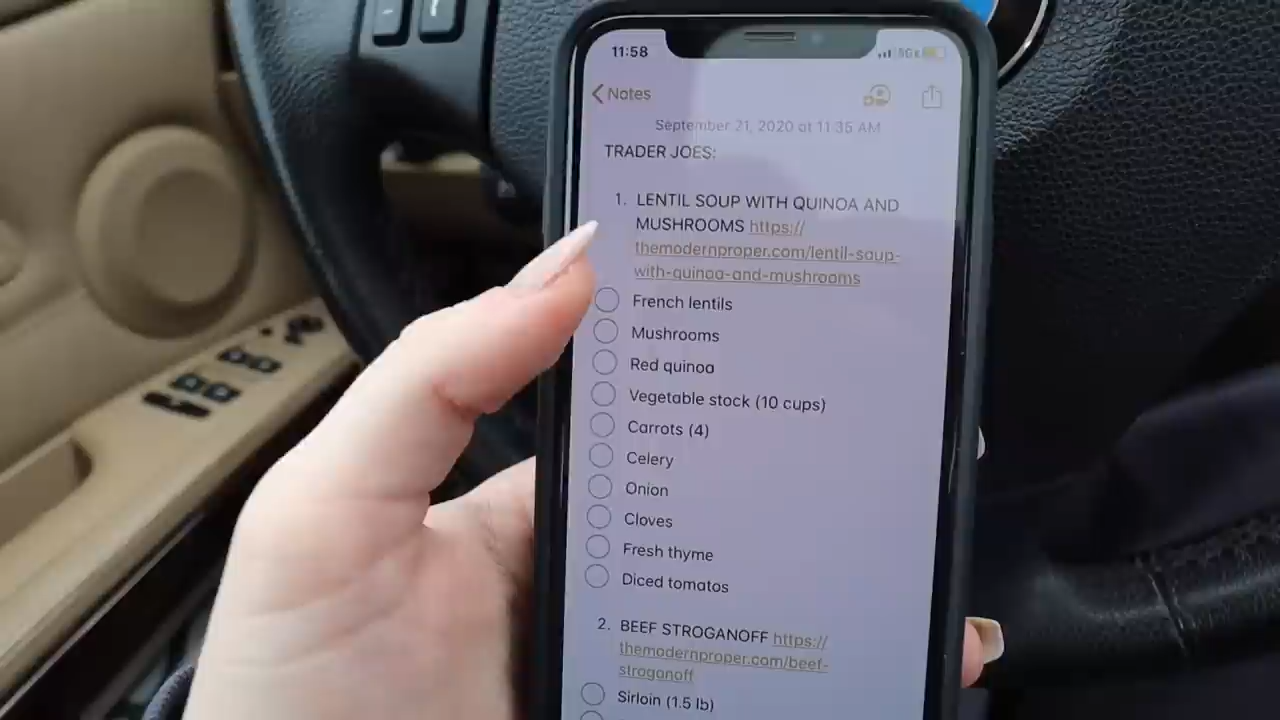 11:58
5GE
Notes
September 21, 2020 at 11:35 AM
TRADER JOES:
1. LENTIL SOUP WITH QUINOA AND
MUSHROOMS https://
themodernproper.com/lentil-soup-
with-quinoa-and-mushrooms
French lentils
Mushrooms
Red quinoa
Vegetable stock (10 cups)
Carrots (4)
Celery
Onion
Cloves
Fresh thyme
Diced tomatos
2. BEEF STROGANOFF https://
themodernproper.com/beef-
stroganoff
Sirloin (1.5 lb)